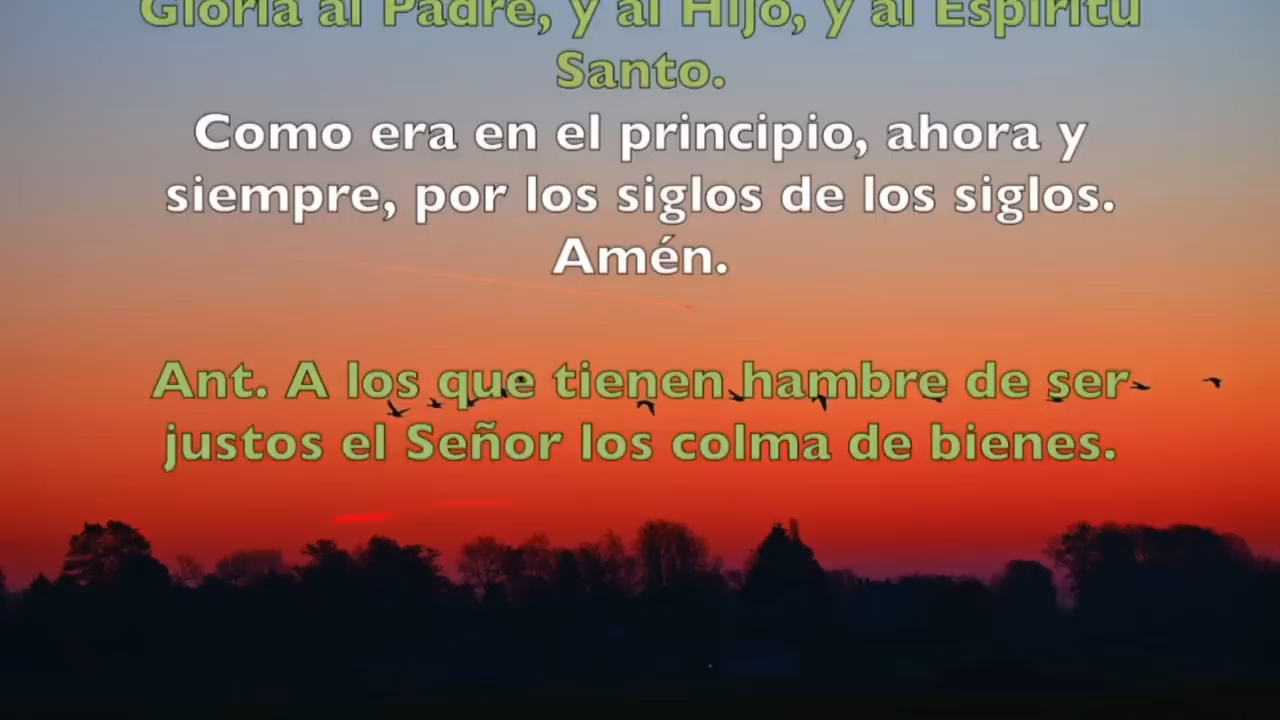 Gloria al Padre, y al Hijo, y al Espíritu
Santo.
Como era en el principio, ahora y
siempre, por los siglos de los siglos.
Amén.
Ant. A los que tienen hambre de ser
justos el Señor los colma de bienes.